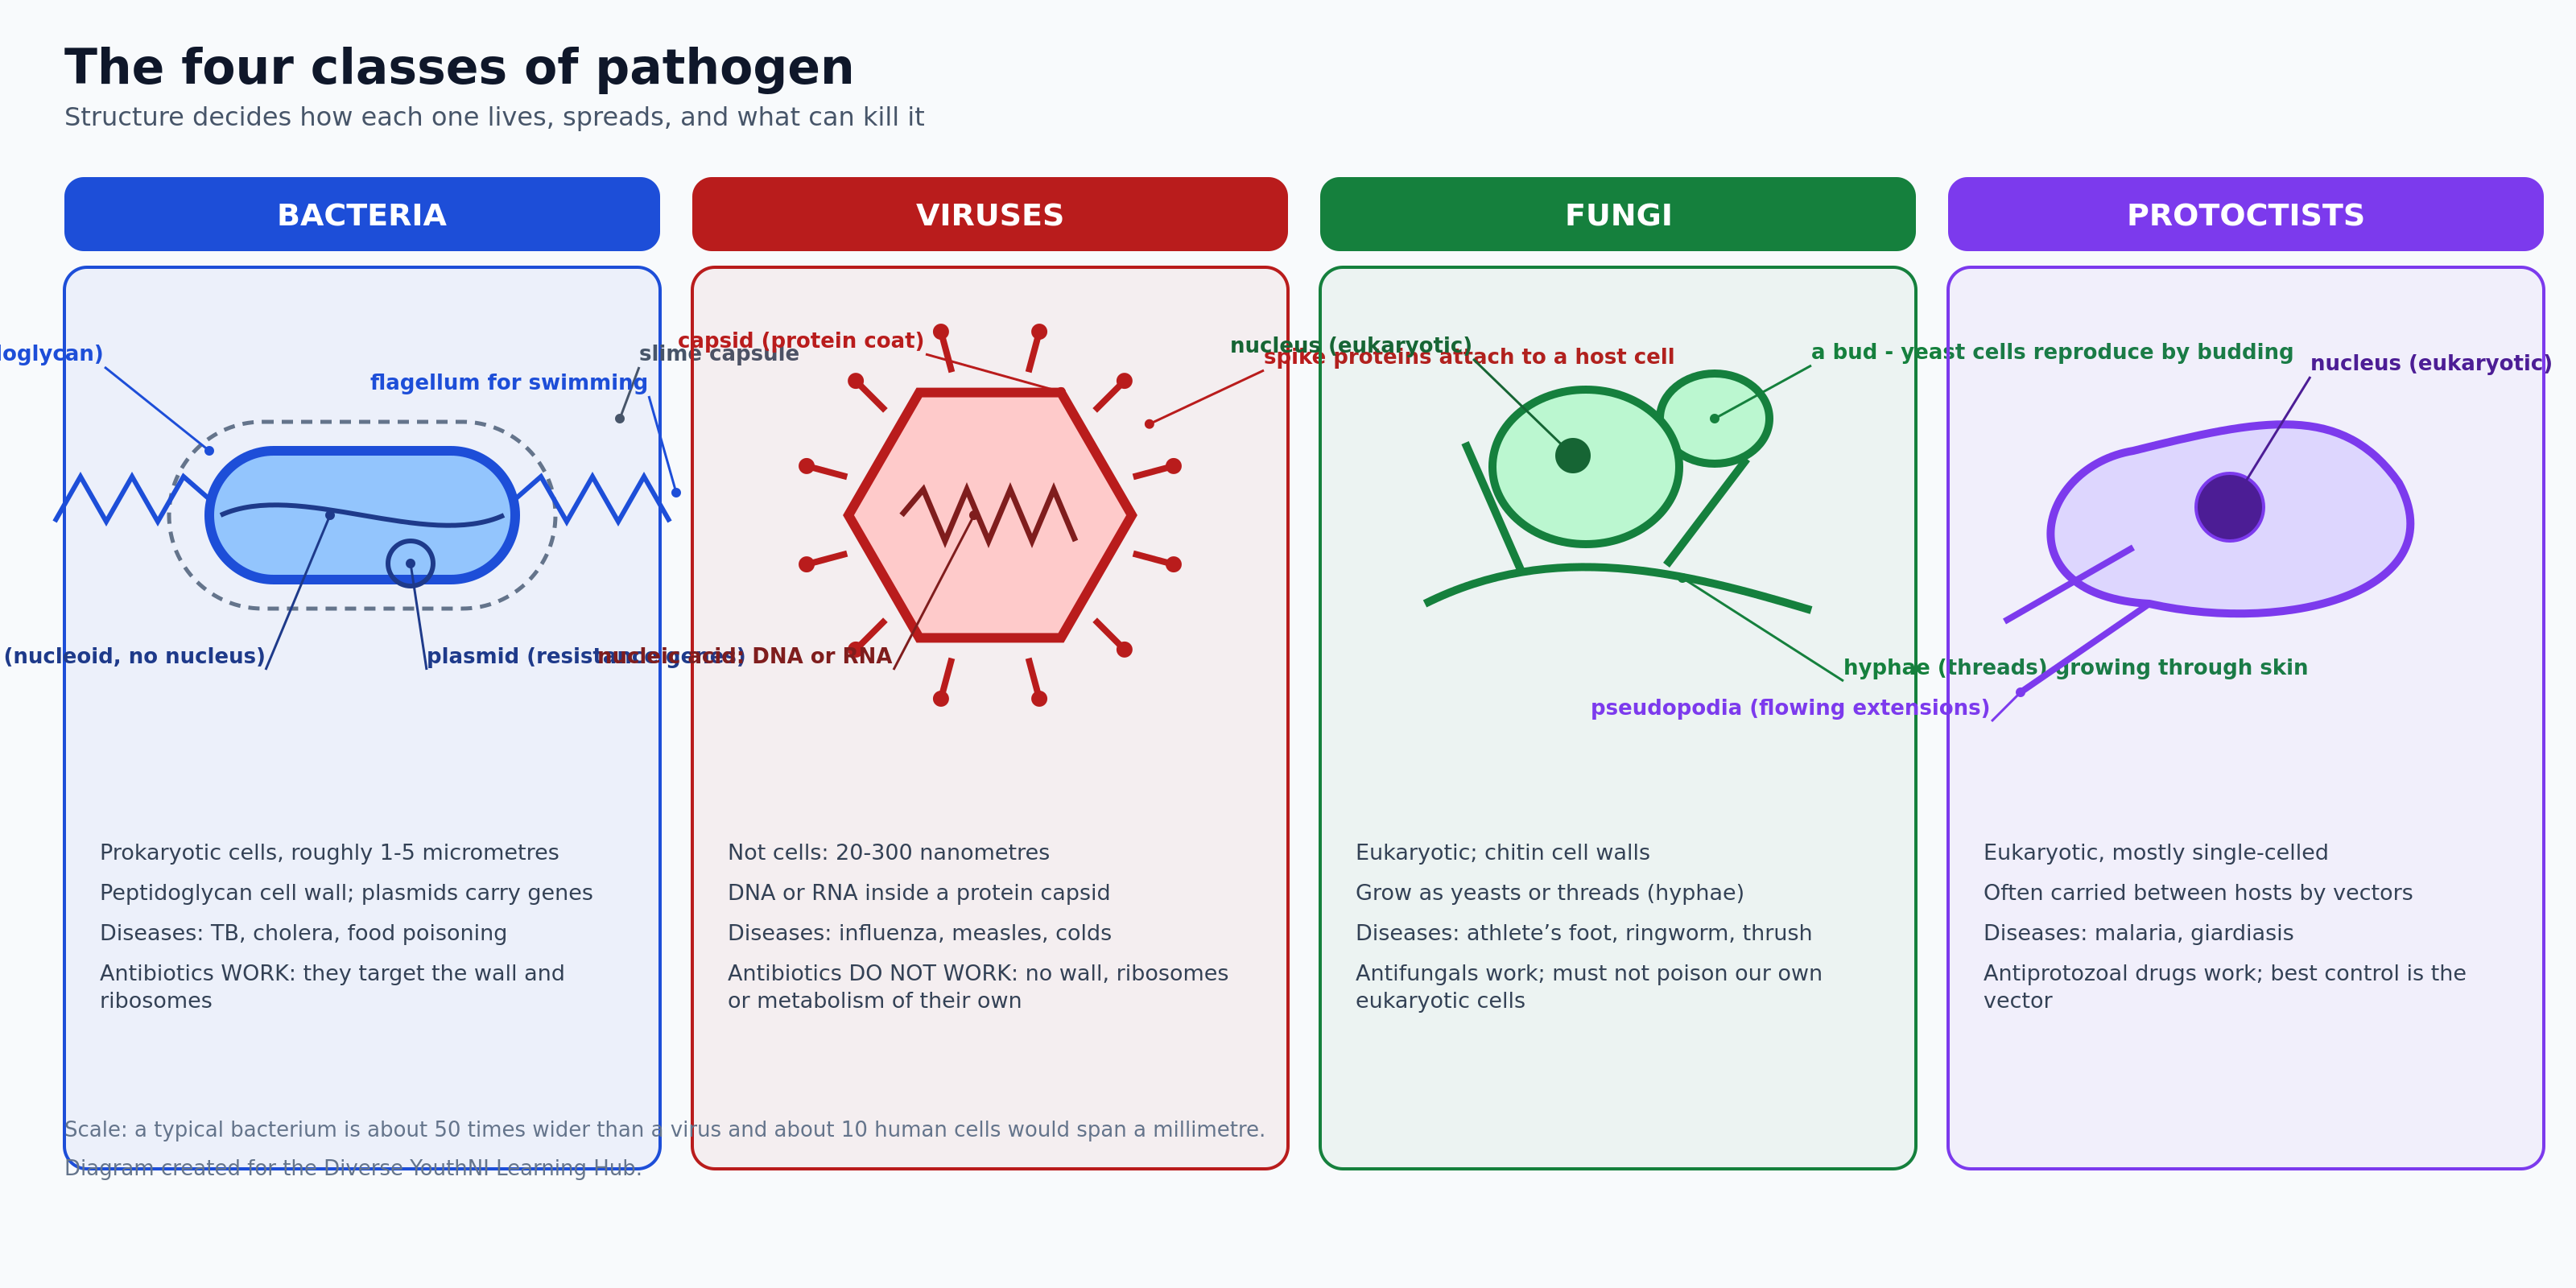 The four classes of pathogen
Structure decides how each one lives, spreads, and what can kill it
BACTERIA
VIRUSES
FUNGI
PROTOCTISTS
doglycan)
flagellum for swimming
slime capsule
(nucleoid, no nucleus)
plasmid (resistance genes)
capsid (protein coat)
spike proteins attach to a host cell
nucleic acid: DNA or RNA
nucleus (eukaryotic)
a bud - yeast cells reproduce by budding
hyphae (threads) growing through skin
nucleus (eukaryotic)
pseudopodia (flowing extensions)
Prokaryotic cells, roughly 1-5 micrometres
Peptidoglycan cell wall; plasmids carry genes
Diseases: TB, cholera, food poisoning
Antibiotics WORK: they target the wall and
ribosomes
Not cells: 20-300 nanometres
DNA or RNA inside a protein capsid
Diseases: influenza, measles, colds
Antibiotics DO NOT WORK: no wall, ribosomes
or metabolism of their own
Eukaryotic; chitin cell walls
Grow as yeasts or threads (hyphae)
Diseases: athlete’s foot, ringworm, thrush
Antifungals work; must not poison our own
eukaryotic cells
Eukaryotic, mostly single-celled
Often carried between hosts by vectors
Diseases: malaria, giardiasis
Antiprotozoal drugs work; best control is the
vector
Scale: a typical bacterium is about 50 times wider than a virus and about 10 human cells would span a millimetre.
Diagram created for the Diverse YouthNI Learning Hub.